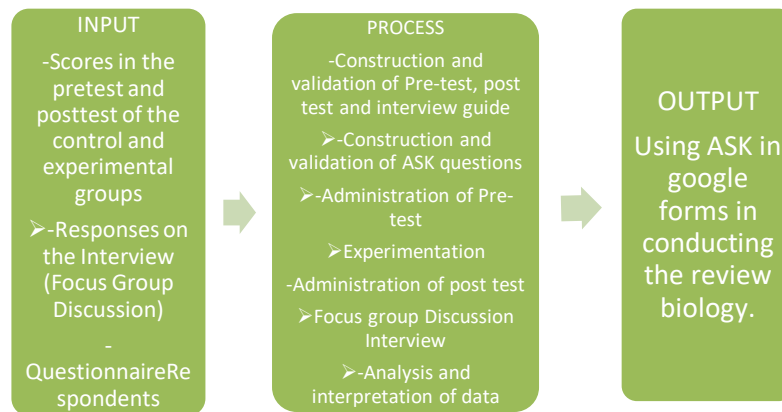 INPUT
-Scores in the
pretest and
posttest of the
control and
experimental
groups
➢-Responses on
the Interview
(Focus Group
Discussion)
-
QuestionnaireRe
spondents
PROCESS
-Construction and
validation of Pre-test, post
test and interview guide
➢-Construction and
validation of ASK questions
➢-Administration of Pre-
test
➢Experimentation
-Administration of post test
➢Focus group Discussion
Interview
➢-Analysis and
interpretation of data
OUTPUT
Using ASK in
google
forms in
conducting
the review
biology.